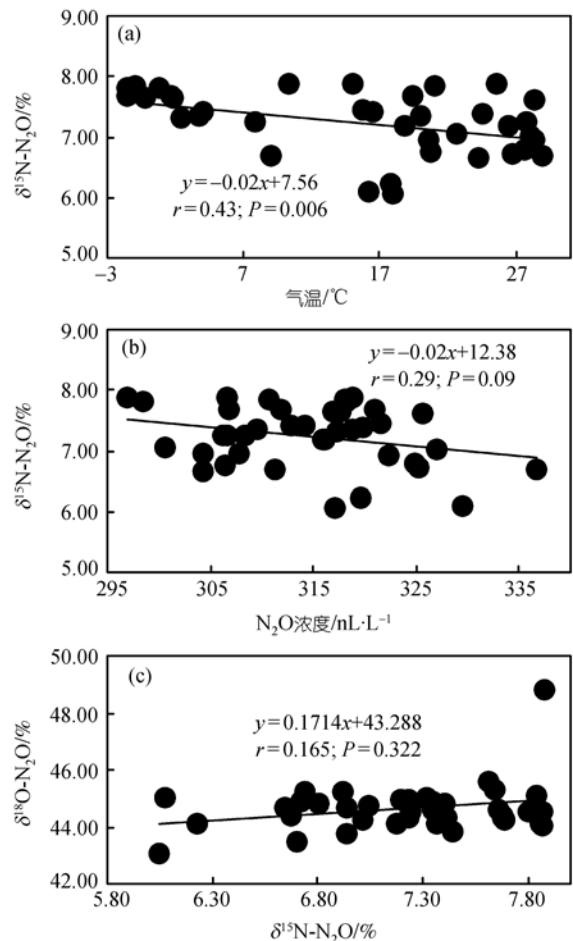 (a)
δ¹⁵N-N₂O/%
9.00
8.00
7.00
6.00
5.00
y=−0.02x+7.56
r=0.43; P=0.006
−3 7 17 27
气温/℃
(b)
δ¹⁵N-N₂O/%
9.00
8.00
7.00
6.00
5.00
y=−0.02x+12.38
r=0.29; P=0.09
295 305 315 325 335
N₂O浓度/nL·L⁻¹
(c)
δ¹⁸O-N₂O/%
50.00
48.00
46.00
44.00
42.00
y=0.1714x+43.288
r=0.165; P=0.322
5.80 6.30 6.80 7.30 7.80
δ¹⁵N-N₂O/%